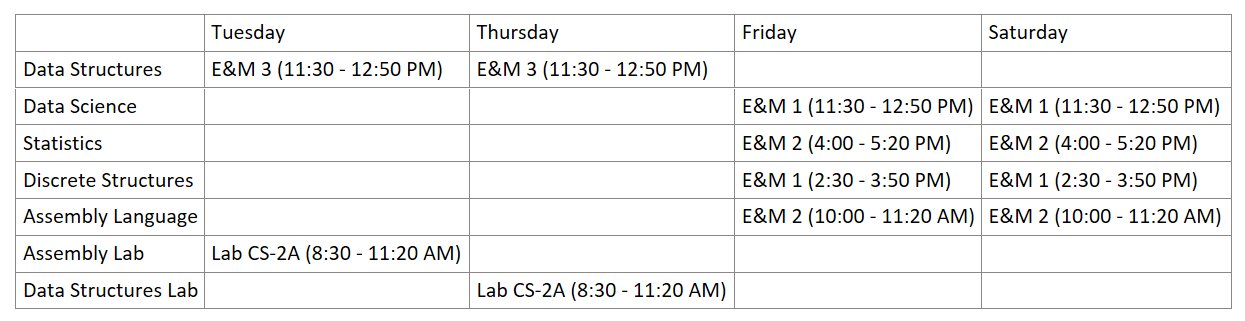 Tuesday Thursday Friday Saturday
Data Structures E&M 3 (11:30 - 12:50 PM) E&M 3 (11:30 - 12:50 PM)
Data Science E&M 1 (11:30 - 12:50 PM) E&M 1 (11:30 - 12:50 PM)
Statistics E&M 2 (4:00 - 5:20 PM) E&M 2 (4:00 - 5:20 PM)
Discrete Structures E&M 1 (2:30 - 3:50 PM) E&M 1 (2:30 - 3:50 PM)
Assembly Language E&M 2 (10:00 - 11:20 AM) E&M 2 (10:00 - 11:20 AM)
Assembly Lab Lab CS-2A (8:30 - 11:20 AM)
Data Structures Lab Lab CS-2A (8:30 - 11:20 AM)